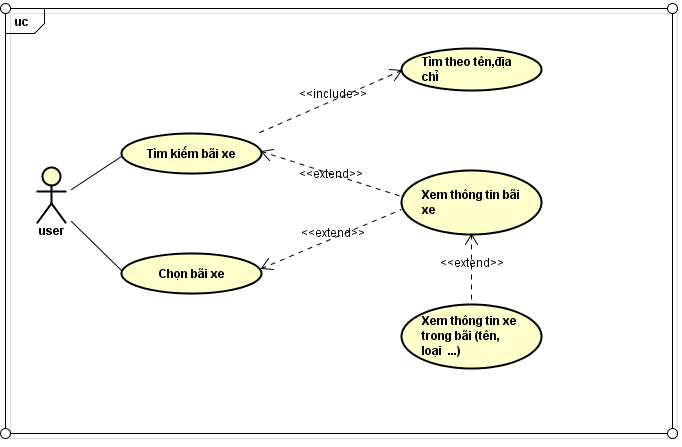 uc
Tìm theo tên,địa
chỉ
<<include>>
Tìm kiếm bãi xe
<<extend>>
Xem thông tin bãi
xe
user
<<extend>>
Chọn bãi xe
<<extend>>
Xem thông tin xe
trong bãi (tên,
loại ...)